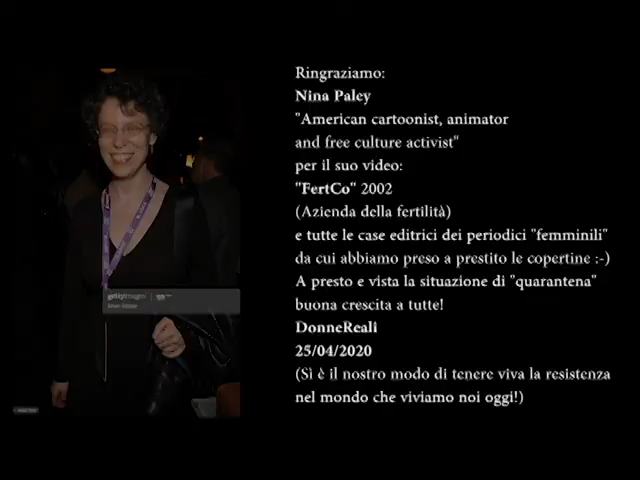 Ringraziamo:
Nina Paley
"American cartoonist, animator
and free culture activist"
per il suo video:
"FertCo" 2002
(Azienda della fertilità)
e tutte le case editrici dei periodici "femminili"
da cui abbiamo preso a prestito le copertine :-)
A presto e vista la situazione di "quarantena"
buona crescita a tutte!
DonneReali
25/04/2020
(Sì è il nostro modo di tenere viva la resistenza
nel mondo che viviamo noi oggi!)
gettyimages